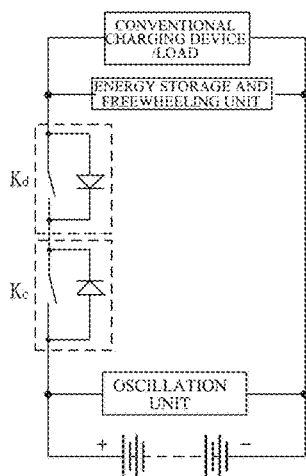 CONVENTIONAL
CHARGING DEVICE
/LOAD
ENERGY STORAGE AND
FREEWHEELING UNIT
Kd
Kc
OSCILLATION
UNIT
+
−